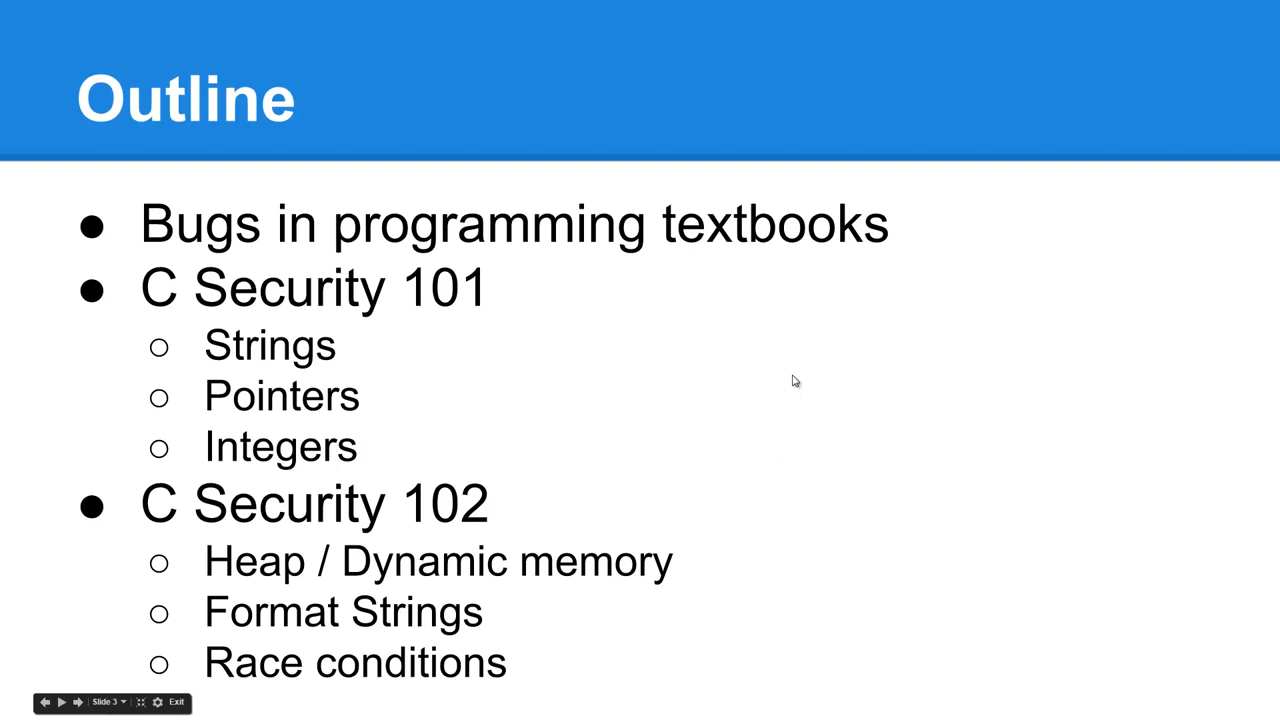 Outline
● Bugs in programming textbooks
● C Security 101
○ Strings
○ Pointers
○ Integers
● C Security 102
○ Heap / Dynamic memory
○ Format Strings
○ Race conditions
Slide 3 Exit